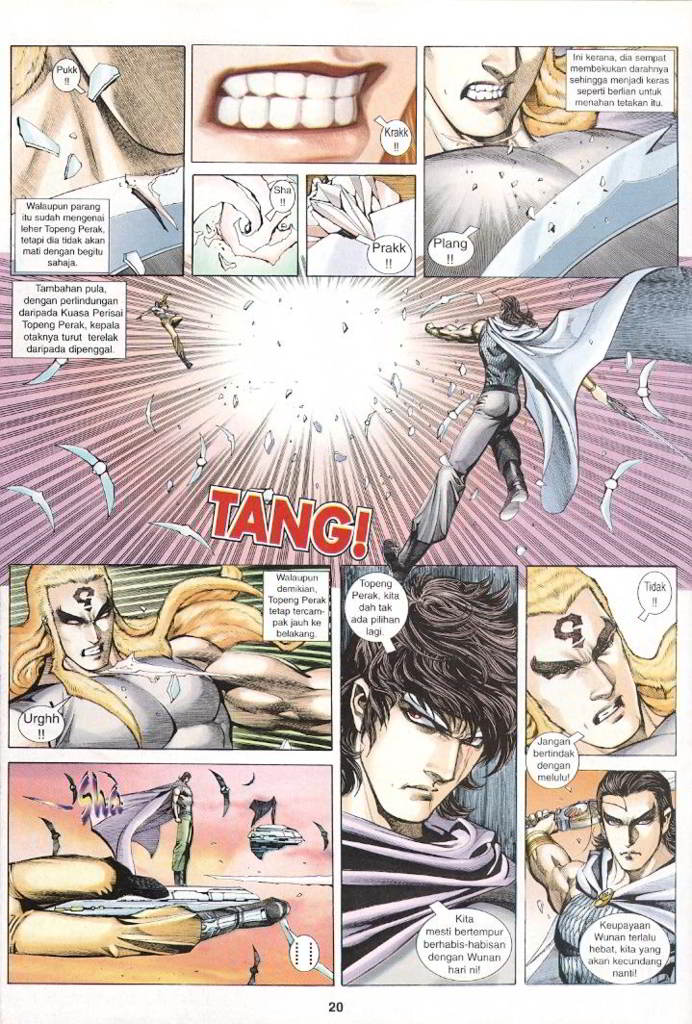 Pukk
!!
Walaupun parang
itu sudah mengenai
leher Topeng Perak,
tetapi dia tidak akan
mati dengan begitu
sahaja.
Krakk
!!
Sha
!!
Prakk
!!
Ini kerana, dia sempat
membekukan darahnya
sehingga menjadi keras
seperti berlian untuk
menahan tetakan itu.
Plang
!!
Tambahan pula,
dengan perlindungan
daripada Kuasa Perisai
Topeng Perak, kepala
otaknya turut terelak
daripada dipenggal.
TANG!
Walaupun
demikian,
Topeng Perak
tetap tercam-
pak jauh ke
belakang.
Urghh
!!
Topeng
Perak, kita
dah tak
ada pilihan
lagi.
Kita
mesti bertempur
berhabis-habisan
dengan Wunan
hari ni!
Tidak
!!
Jangan
bertindak
dengan
melulu!
Keupayaan
Wunan terlalu
hebat, kita yang
akan kecundang
nanti!
20